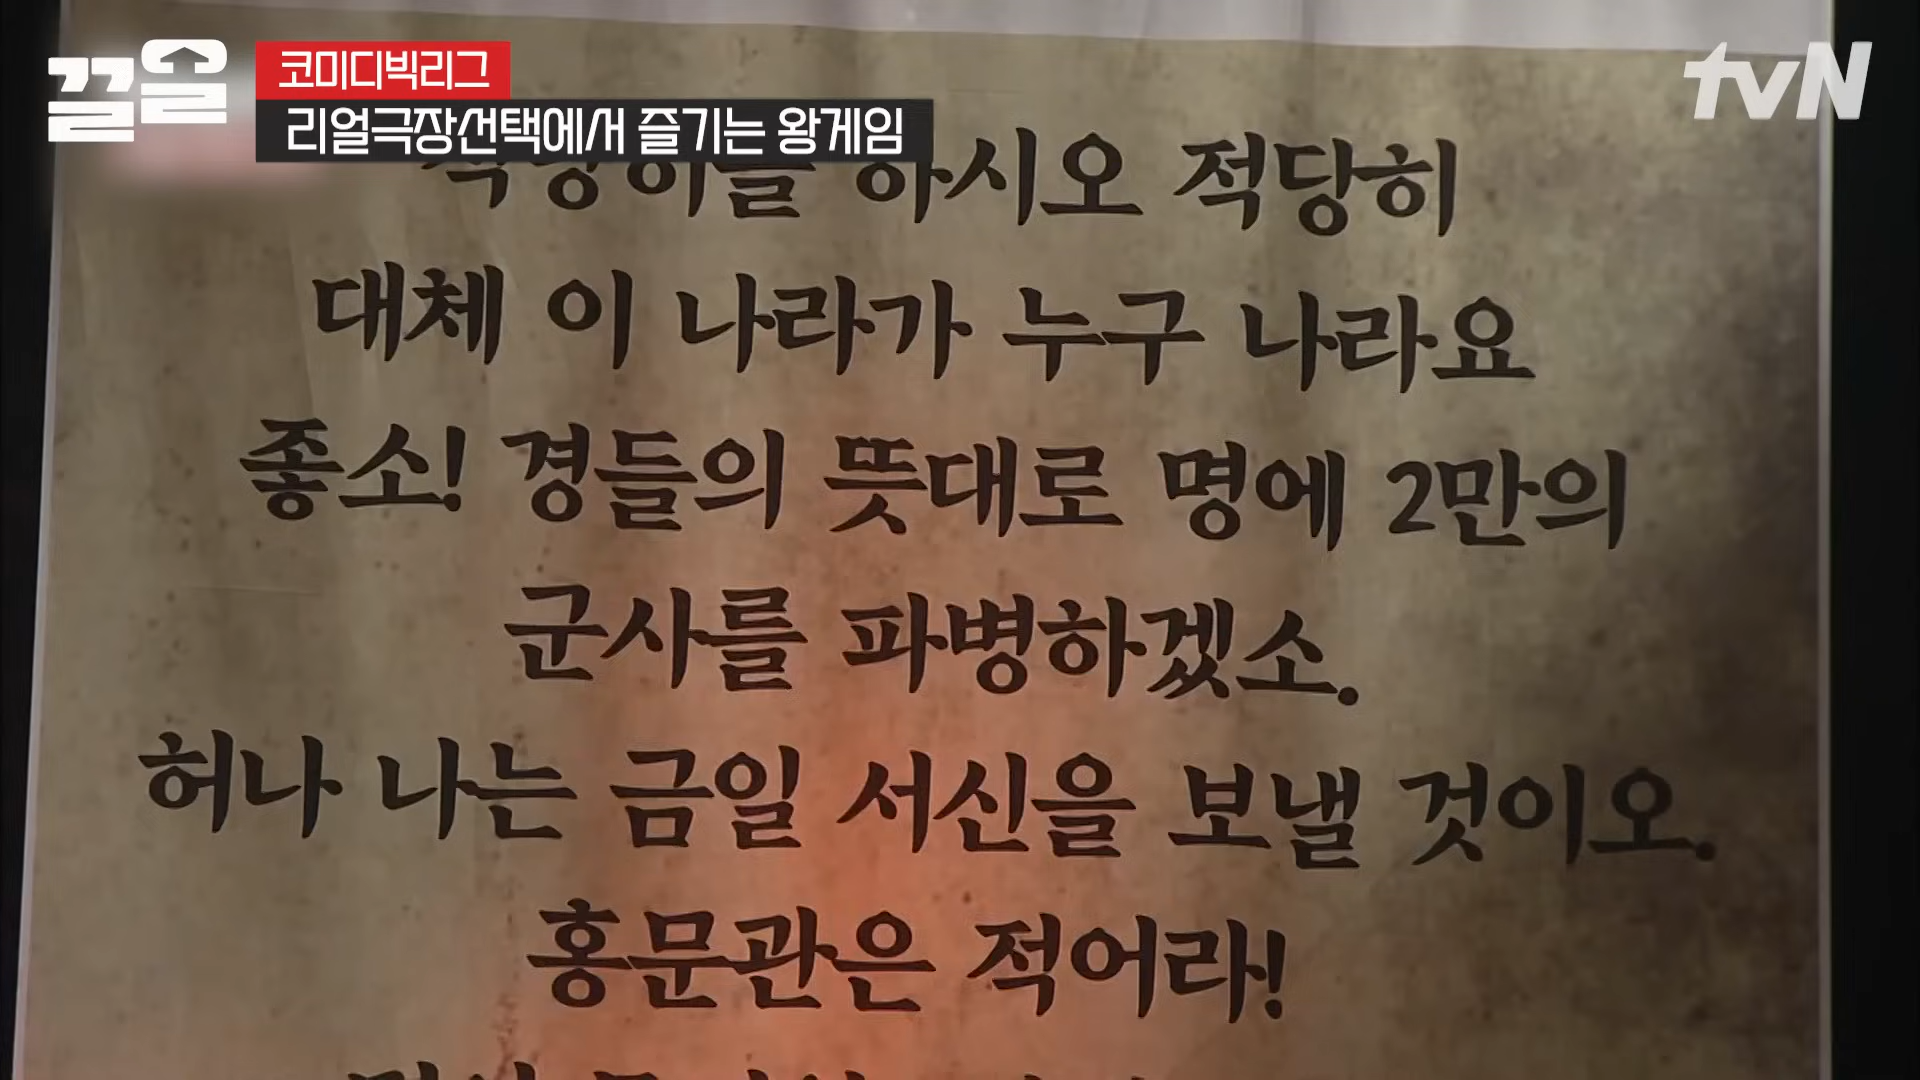 끌올
코미디빅리그
tvN
리얼극장선택에서 즐기는 왕게임
하시오 적당히
대체 이 나라가 누구 나라요
좋소! 경들의 뜻대로 명에 2만의
군사를 파병하겠소.
허나 나는 금일 서신을 보낼 것이오.
홍문관은 적어라!